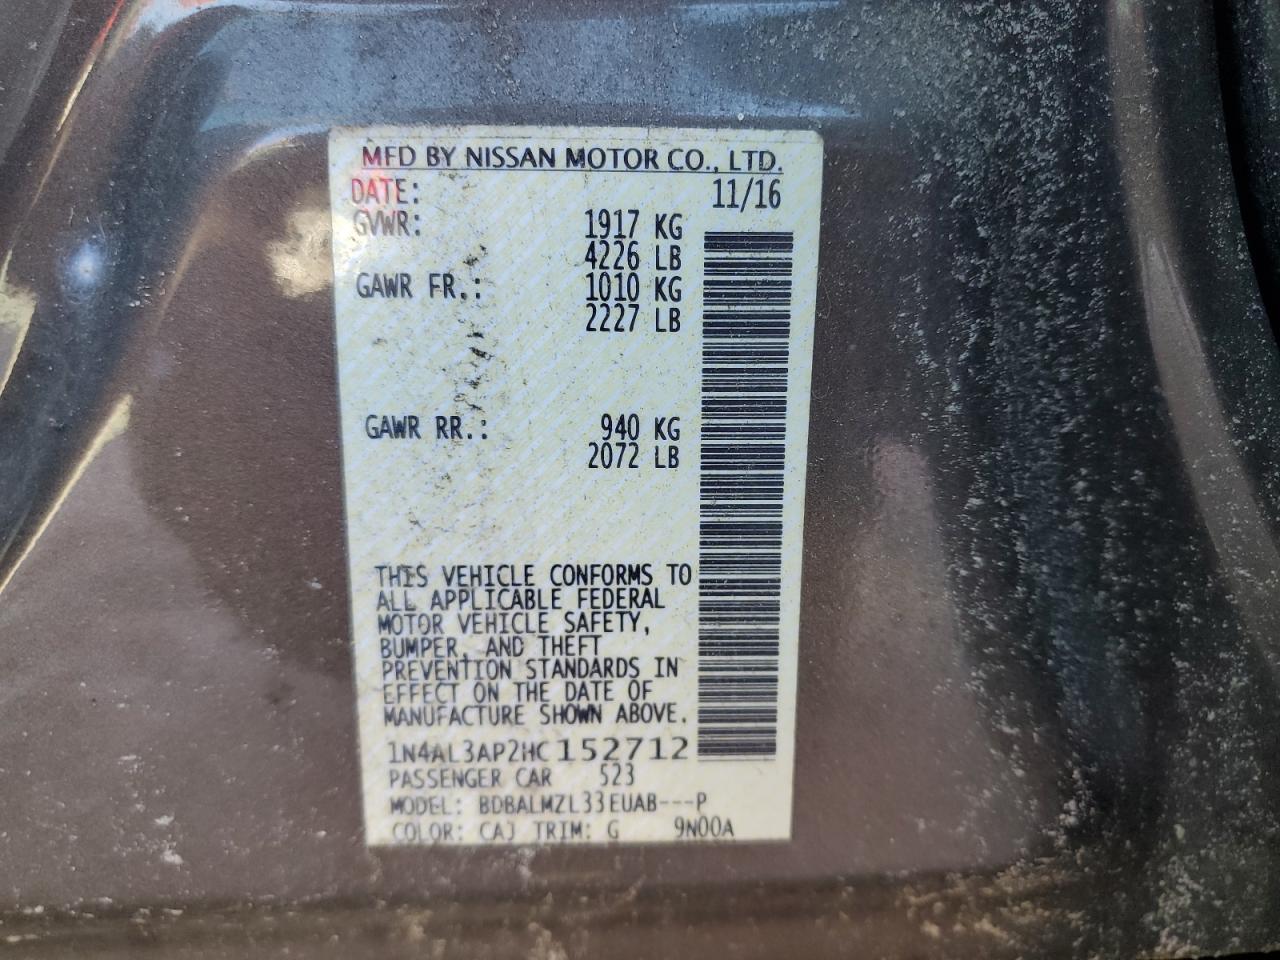 MFD BY NISSAN MOTOR CO., LTD.
DATE: 11/16
GVWR: 1917 KG
4226 LB
GAWR FR.: 1010 KG
2227 LB
GAWR RR.: 940 KG
2072 LB
THIS VEHICLE CONFORMS TO
ALL APPLICABLE FEDERAL
MOTOR VEHICLE SAFETY,
BUMPER, AND THEFT
PREVENTION STANDARDS IN
EFFECT ON THE DATE OF
MANUFACTURE SHOWN ABOVE.
1N4AL3AP2HC152712
PASSENGER CAR 523
MODEL: BDBALMZL33EUAB---P
COLOR: CAJ TRIM: G 9N00A